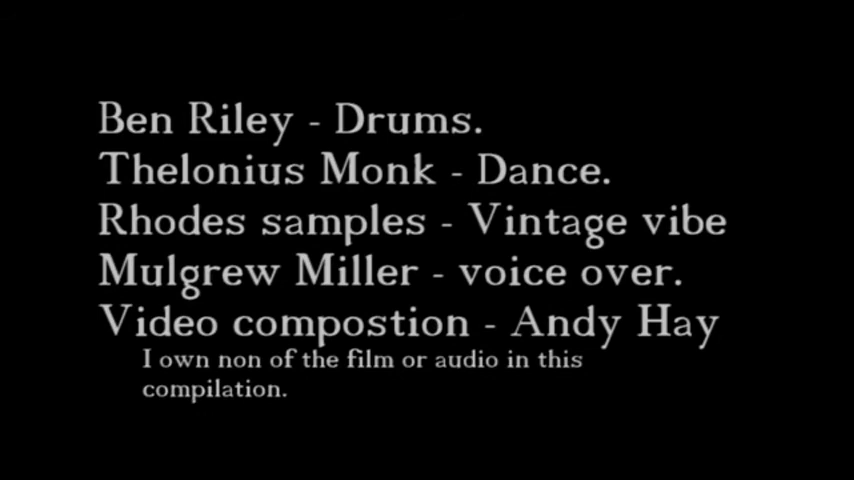 Ben Riley - Drums.
Thelonius Monk - Dance.
Rhodes samples - Vintage vibe
Mulgrew Miller - voice over.
Video compostion - Andy Hay
I own non of the film or audio in this
compilation.